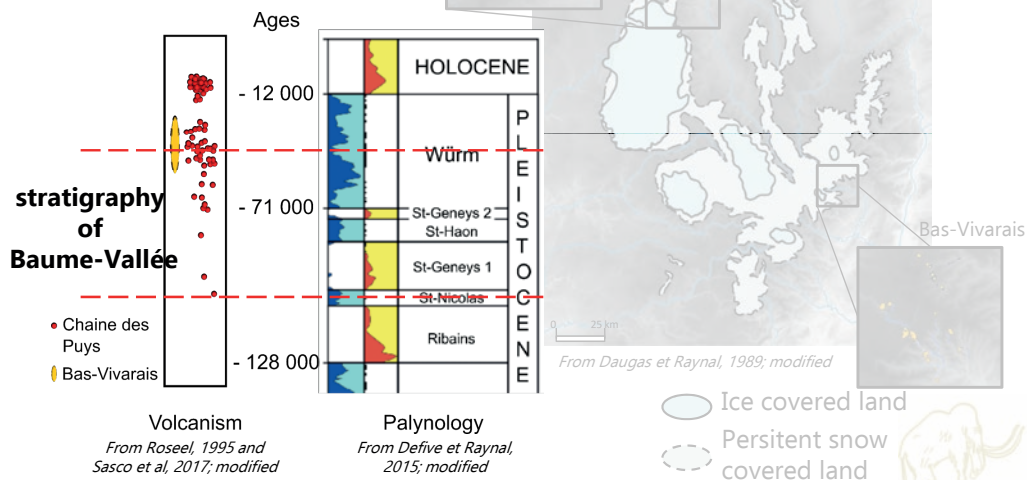 Ages
HOLOCENE
- 12 000
PLEISTOCENE
Würm
stratigraphy
of
Baume-Vallée
- 71 000
St-Geneys 2
St-Haon
St-Geneys 1
St-Nicolas
Ribains
- 128 000
Chaine des
Puys
Bas-Vivarais
Volcanism
From Roseel, 1995 and
Sasco et al, 2017; modified
Palynology
From Defive et Raynal,
2015; modified
Bas-Vivarais
0 25 km
From Daugas et Raynal, 1989; modified
Ice covered land
Persitent snow
covered land